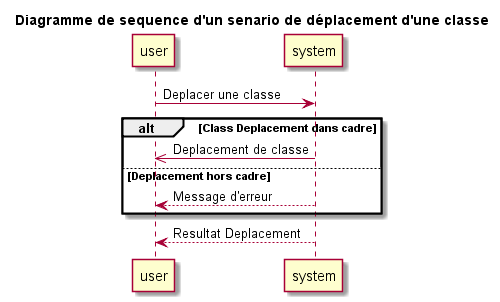 Diagramme de sequence d'un senario de déplacement d'une classe
user system
Deplacer une classe
alt [Class Deplacement dans cadre]
Deplacement de classe
[Deplacement hors cadre]
Message d'erreur
Resultat Deplacement
user system